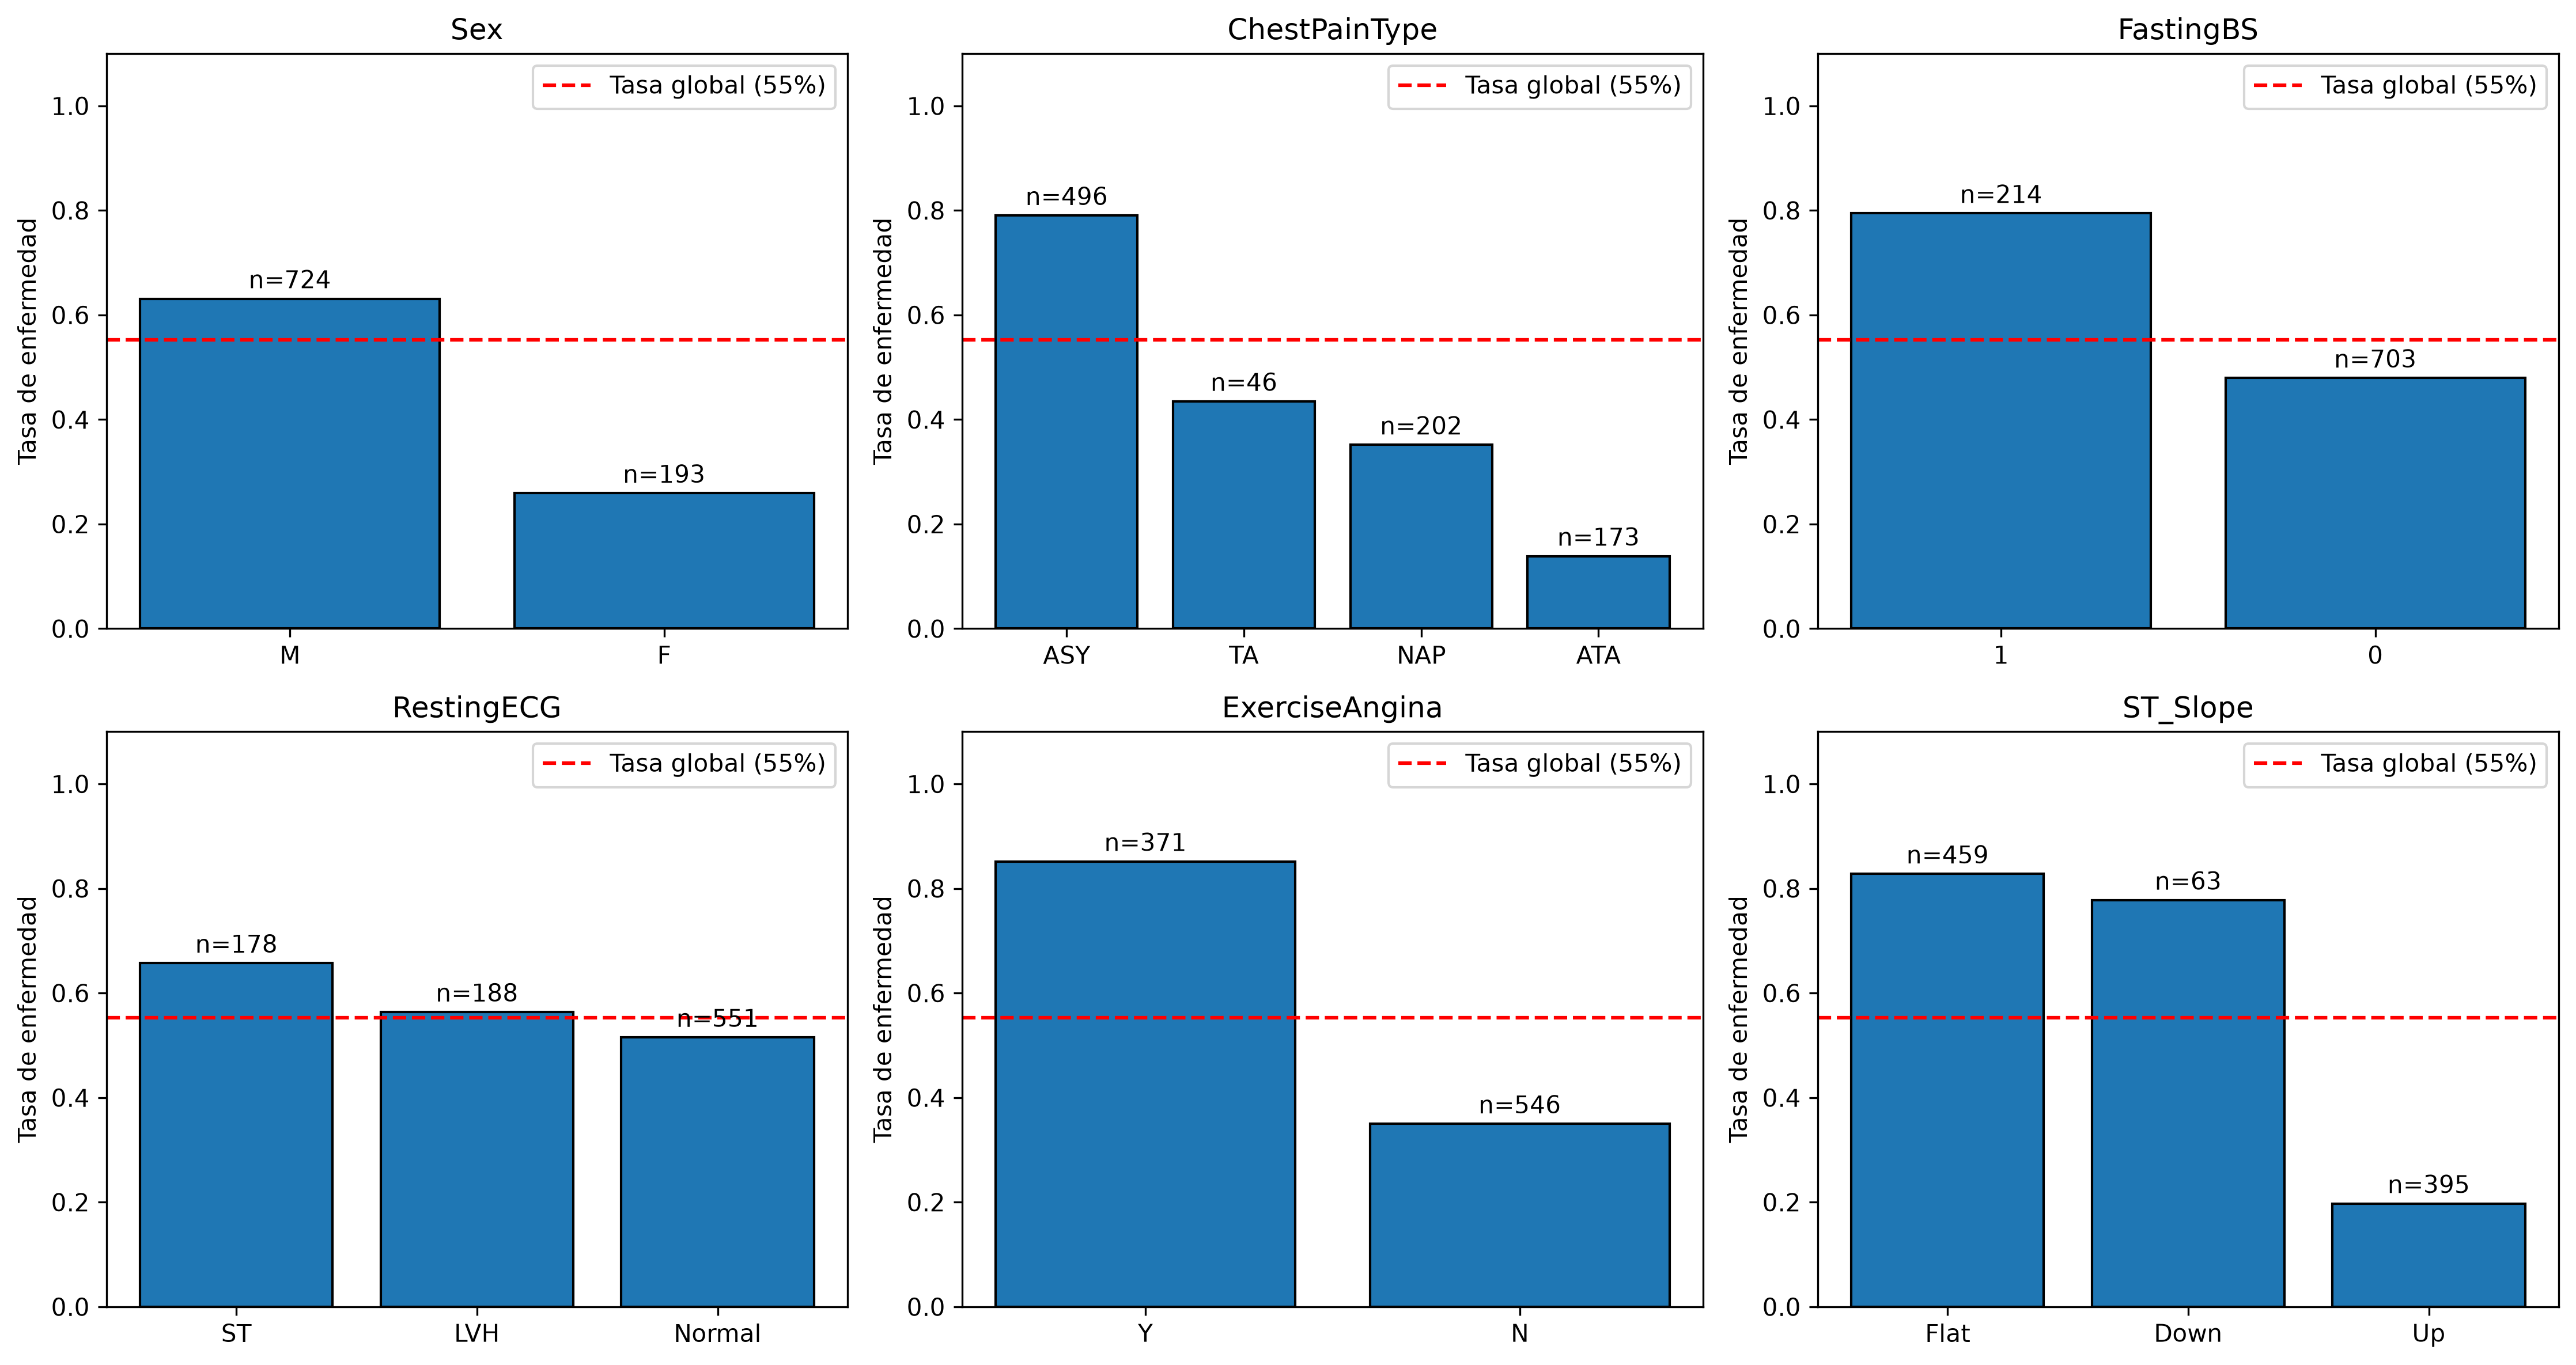 Sex
Tasa global (55%)
Tasa de enfermedad
1.0
0.8
0.6
0.4
0.2
0.0
n=724
n=193
M
F
ChestPainType
Tasa global (55%)
Tasa de enfermedad
1.0
0.8
0.6
0.4
0.2
0.0
n=496
n=46
n=202
n=173
ASY
TA
NAP
ATA
FastingBS
Tasa global (55%)
Tasa de enfermedad
1.0
0.8
0.6
0.4
0.2
0.0
n=214
n=703
1
0
RestingECG
Tasa global (55%)
Tasa de enfermedad
1.0
0.8
0.6
0.4
0.2
0.0
n=178
n=188
n=551
ST
LVH
Normal
ExerciseAngina
Tasa global (55%)
Tasa de enfermedad
1.0
0.8
0.6
0.4
0.2
0.0
n=371
n=546
Y
N
ST_Slope
Tasa global (55%)
Tasa de enfermedad
1.0
0.8
0.6
0.4
0.2
0.0
n=459
n=63
n=395
Flat
Down
Up